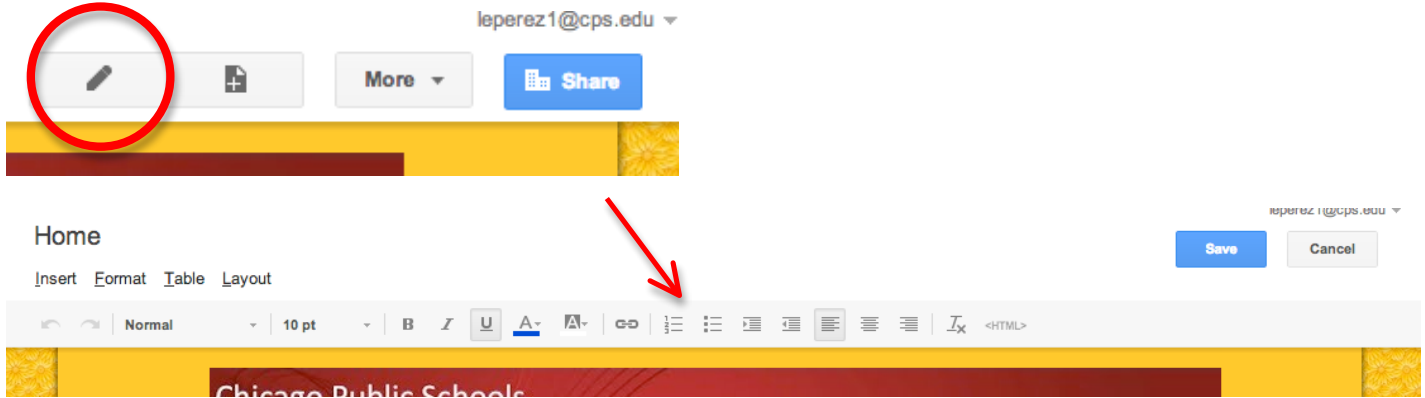 leperez1@cps.edu
More Share
leperez1@cps.edu
Home
Save Cancel
Insert Format Table Layout
Normal 10 pt B I U A A <HTML>
Chicago Public Schools